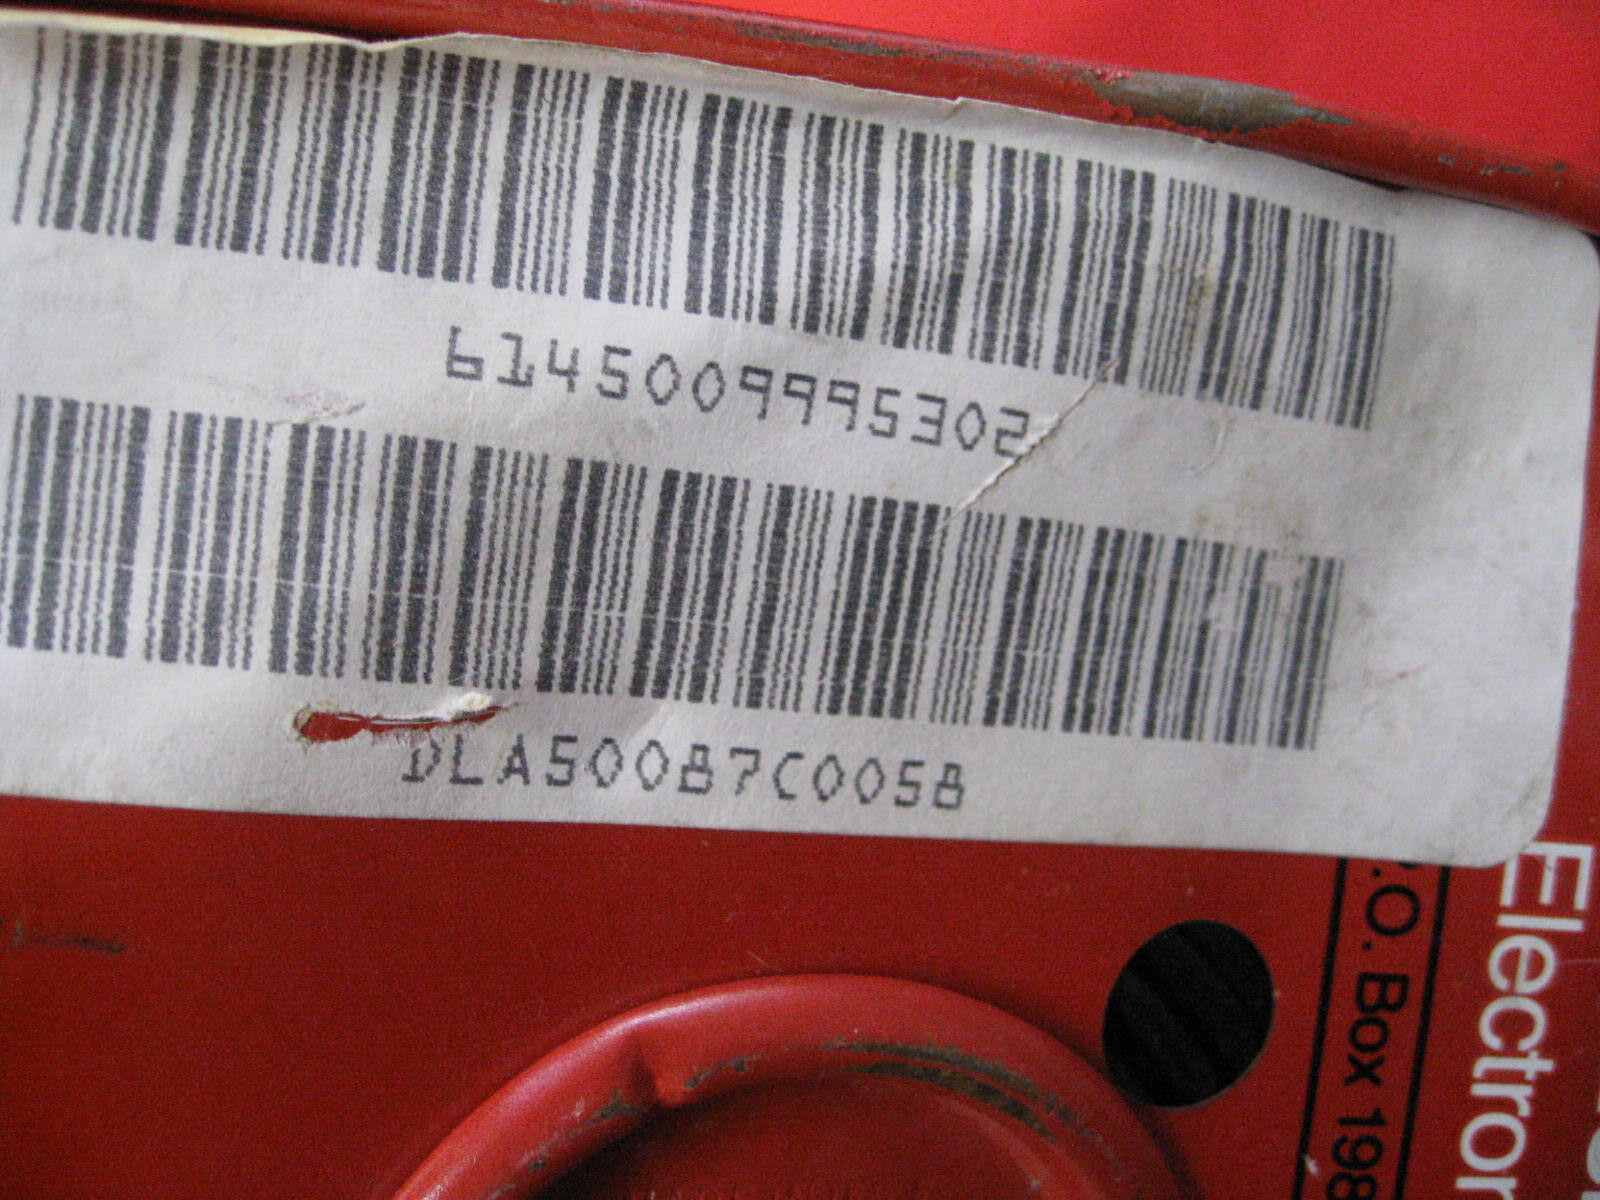 6145009995302
DLA50087C0058
P.O. Box 198
Electron